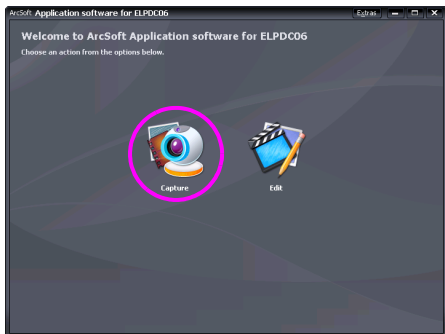 ArcSoft Application software for ELPDC06 Extras
Welcome to ArcSoft Application software for ELPDC06
Choose an action from the options below.
Capture Edit